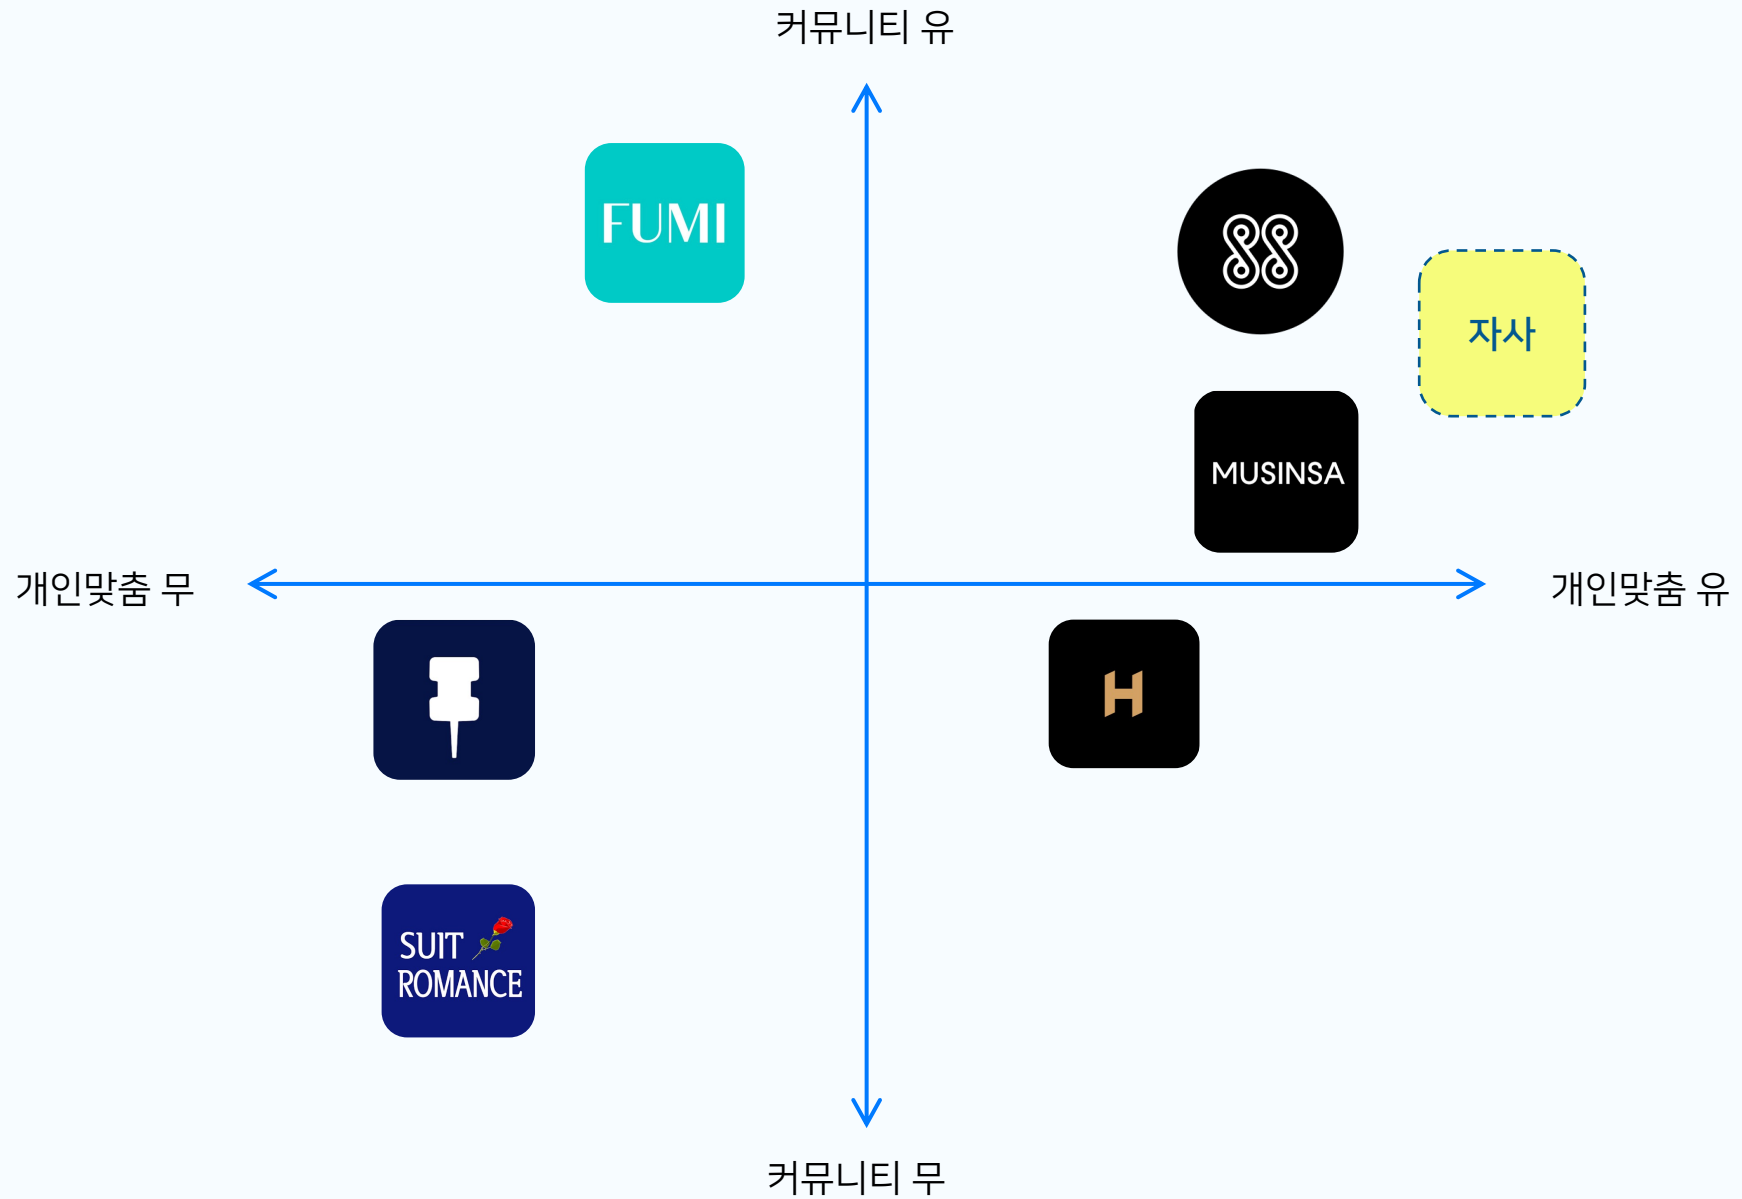 커뮤니티 유
FUMI
자사
MUSINSA
개인맞춤 무
개인맞춤 유
H
SUIT
ROMANCE
커뮤니티 무